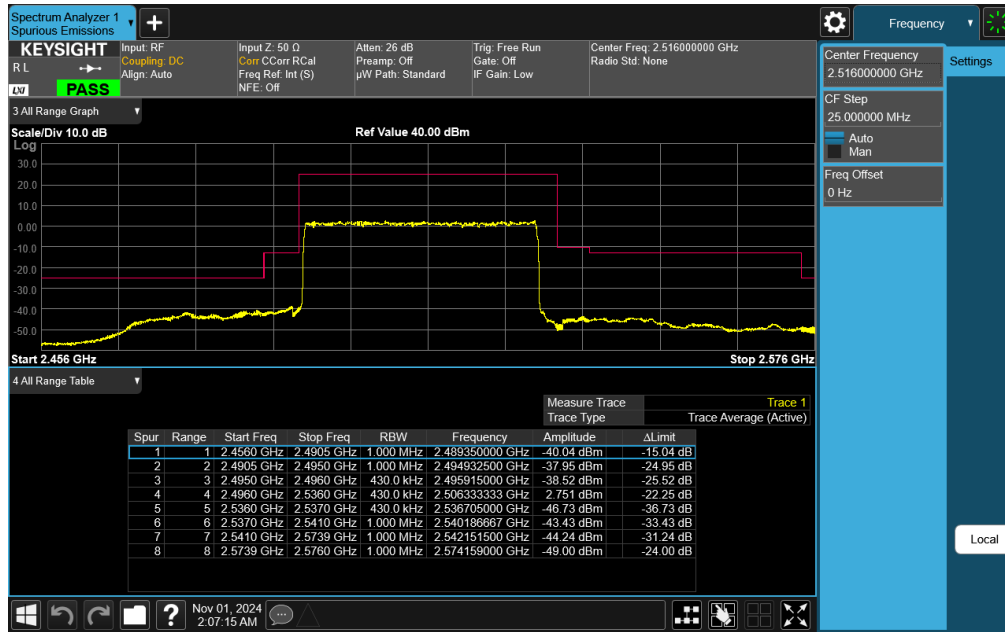 Spectrum Analyzer 1
Spurious Emissions
Frequency
KEYSIGHT
R L
LXI
PASS
Input: RF
Coupling: DC
Align: Auto
Input Z: 50 Ω
Corr CCorr RCal
Freq Ref: Int (S)
NFE: Off
Atten: 26 dB
Preamp: Off
µW Path: Standard
Trig: Free Run
Gate: Off
IF Gain: Low
Center Freq: 2.516000000 GHz
Radio Std: None
Center Frequency
2.516000000 GHz
Settings
CF Step
25.000000 MHz
Auto
Man
Freq Offset
0 Hz
3 All Range Graph
Scale/Div 10.0 dB Ref Value 40.00 dBm
Log
30.0
20.0
10.0
0.00
-10.0
-20.0
-30.0
-40.0
-50.0
Start 2.456 GHz Stop 2.576 GHz
4 All Range Table
Measure Trace Trace 1
Trace Type Trace Average (Active)
Spur Range Start Freq Stop Freq RBW Frequency Amplitude ΔLimit
1 1 2.4560 GHz 2.4905 GHz 1.000 MHz 2.489350000 GHz -40.04 dBm -15.04 dB
2 2 2.4905 GHz 2.4950 GHz 1.000 MHz 2.494932500 GHz -37.95 dBm -24.95 dB
3 3 2.4950 GHz 2.4960 GHz 430.0 kHz 2.495915000 GHz -38.52 dBm -25.52 dB
4 4 2.4960 GHz 2.5360 GHz 430.0 kHz 2.506333333 GHz 2.751 dBm -22.25 dB
5 5 2.5360 GHz 2.5370 GHz 430.0 kHz 2.536705000 GHz -46.73 dBm -36.73 dB
6 6 2.5370 GHz 2.5410 GHz 1.000 MHz 2.540186667 GHz -43.43 dBm -33.43 dB
7 7 2.5410 GHz 2.5739 GHz 1.000 MHz 2.542151500 GHz -44.24 dBm -31.24 dB
8 8 2.5739 GHz 2.5760 GHz 1.000 MHz 2.574159000 GHz -49.00 dBm -24.00 dB
Local
Nov 01, 2024
2:07:15 AM